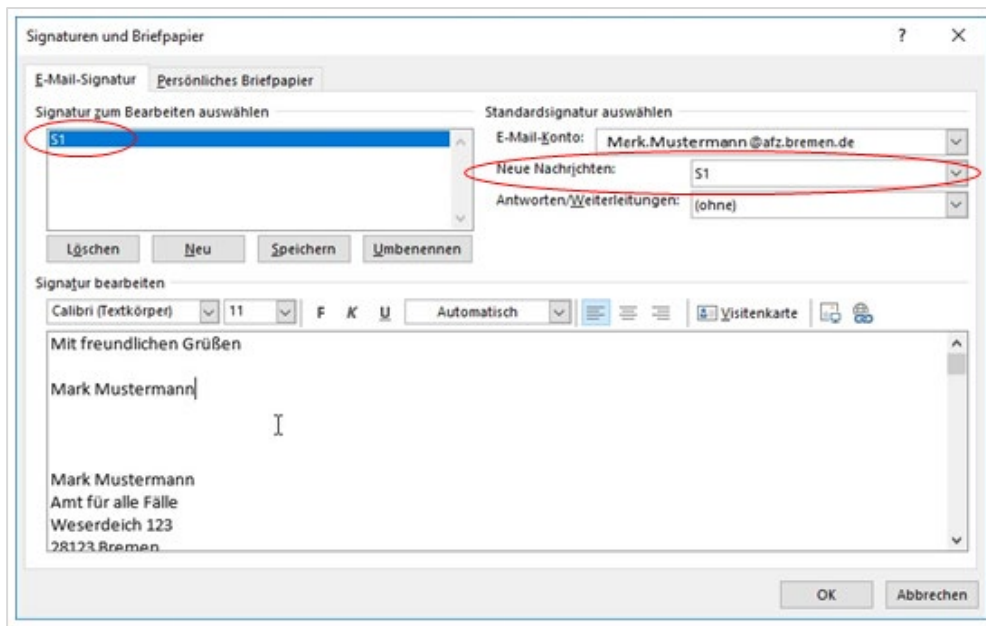 Signaturen und Briefpapier ? ×
E-Mail-Signatur Persönliches Briefpapier
Signatur zum Bearbeiten auswählen
S1
Löschen Neu Speichern Umbenennen
Standardsignatur auswählen
E-Mail-Konto: Merk.Mustermann@afz.bremen.de
Neue Nachrichten: S1
Antworten/Weiterleitungen: (ohne)
Signatur bearbeiten
Calibri (Textkörper) 11 F K U Automatisch Visitenkarte
Mit freundlichen Grüßen
Mark Mustermann
Mark Mustermann
Amt für alle Fälle
Weserdeich 123
28123 Bremen
OK Abbrechen